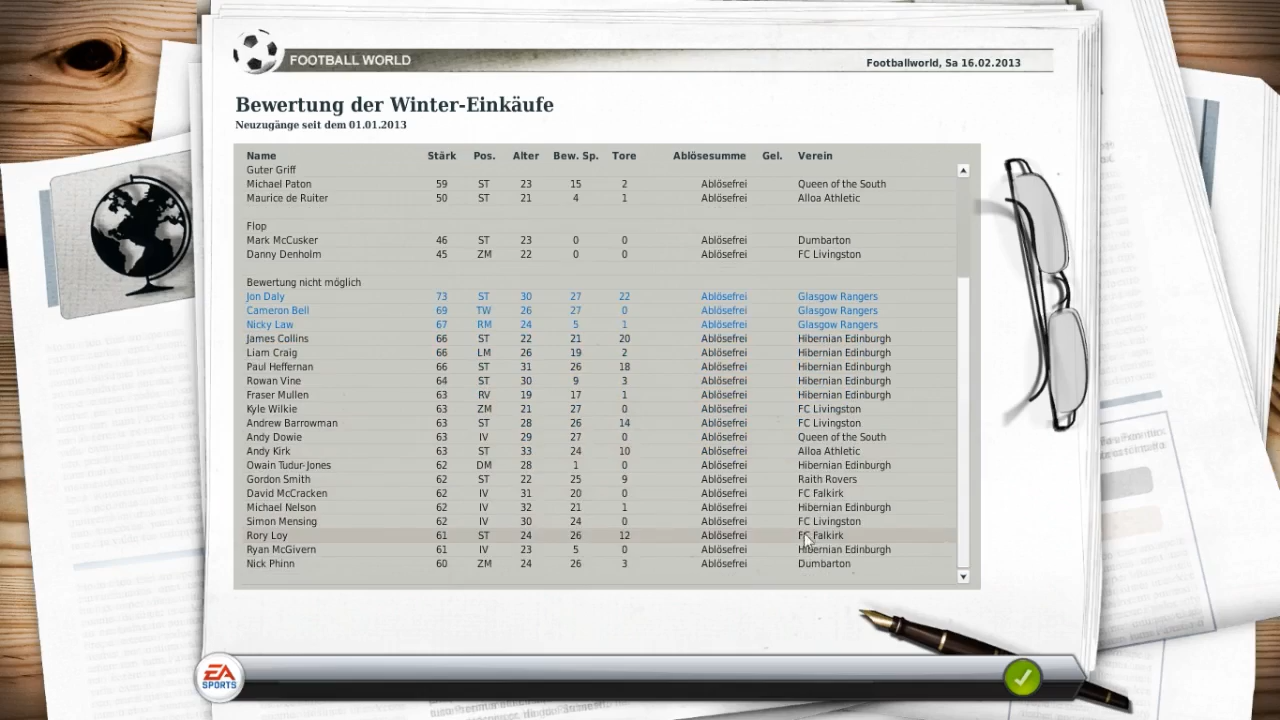 FOOTBALL WORLD
Footballworld, Sa 16.02.2013
Bewertung der Winter-Einkäufe
Neuzugänge seit dem 01.01.2013
Name Stärk Pos. Alter Bew. Sp. Tore Ablösesumme Gel. Verein
Guter Griff
Michael Paton 59 ST 23 15 2 Ablösefrei Queen of the South
Maurice de Ruiter 50 ST 21 4 1 Ablösefrei Alloa Athletic
Flop
Mark McCusker 46 ST 23 0 0 Ablösefrei Dumbarton
Danny Denholm 45 ZM 22 0 0 Ablösefrei FC Livingston
Bewertung nicht möglich
Jon Daly 73 ST 30 27 22 Ablösefrei Glasgow Rangers
Cameron Bell 69 TW 26 27 0 Ablösefrei Glasgow Rangers
Nicky Law 67 RM 24 5 1 Ablösefrei Glasgow Rangers
James Collins 66 ST 22 21 20 Ablösefrei Hibernian Edinburgh
Liam Craig 66 LM 26 19 2 Ablösefrei Hibernian Edinburgh
Paul Heffernan 66 ST 31 26 18 Ablösefrei Hibernian Edinburgh
Rowan Vine 64 ST 30 9 3 Ablösefrei Hibernian Edinburgh
Fraser Mullen 63 RV 19 17 1 Ablösefrei Hibernian Edinburgh
Kyle Wilkie 63 ZM 21 27 0 Ablösefrei FC Livingston
Andrew Barrowman 63 ST 28 26 14 Ablösefrei FC Livingston
Andy Dowie 63 IV 29 27 0 Ablösefrei Queen of the South
Andy Kirk 63 ST 33 24 10 Ablösefrei Alloa Athletic
Owain Tudur-Jones 62 DM 28 1 0 Ablösefrei Hibernian Edinburgh
Gordon Smith 62 ST 22 25 9 Ablösefrei Raith Rovers
David McCracken 62 IV 31 20 0 Ablösefrei FC Falkirk
Michael Nelson 62 IV 32 21 1 Ablösefrei Hibernian Edinburgh
Simon Mensing 62 IV 30 24 0 Ablösefrei FC Livingston
Rory Loy 61 ST 24 26 12 Ablösefrei FC Falkirk
Ryan McGivern 61 IV 23 5 0 Ablösefrei Hibernian Edinburgh
Nick Phinn 60 ZM 24 26 3 Ablösefrei Dumbarton
EA
SPORTS